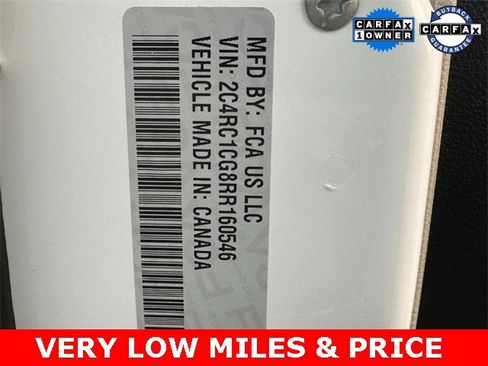 CARFAX
1 OWNER
BUYBACK
CARFAX
GUARANTEE
MFD BY: FCA US LLC
VIN: 2C4RC1CG8RR160546
VEHICLE MADE IN: CANADA
VERY LOW MILES & PRICE